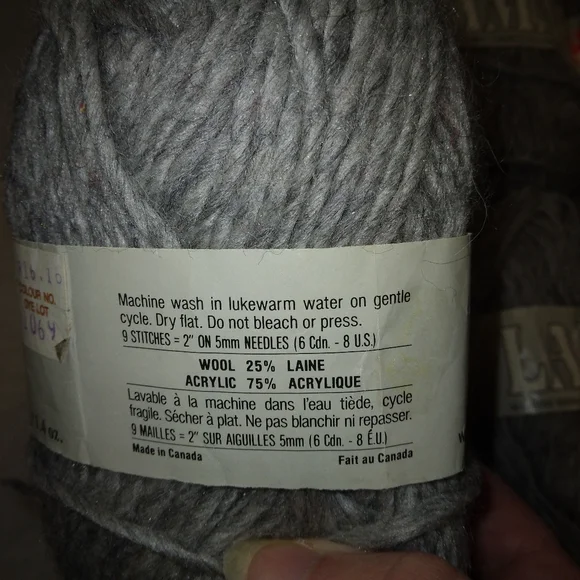 COLOUR NO.
DYE LOT
Machine wash in lukewarm water on gentle
cycle. Dry flat. Do not bleach or press.
9 STITCHES = 2" ON 5mm NEEDLES (6 Cdn. - 8 U.S.)
WOOL 25% LAINE
ACRYLIC 75% ACRYLIQUE
Lavable à la machine dans l'eau tiède, cycle
fragile. Sécher à plat. Ne pas blanchir ni repasser.
9 MAILLES = 2" SUR AIGUILLES 5mm (6 Cdn. - 8 É.U.)
Made in Canada
Fait au Canada
oz.